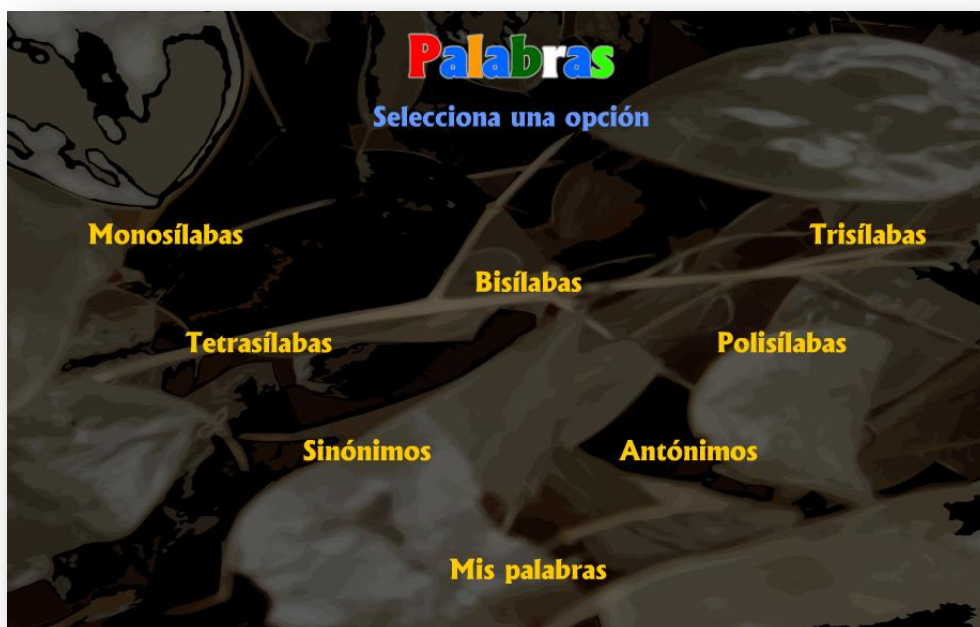 Palabras
Selecciona una opción
Monosílabas
Trisílabas
Bisílabas
Tetrasílabas
Polisílabas
Sinónimos
Antónimos
Mis palabras